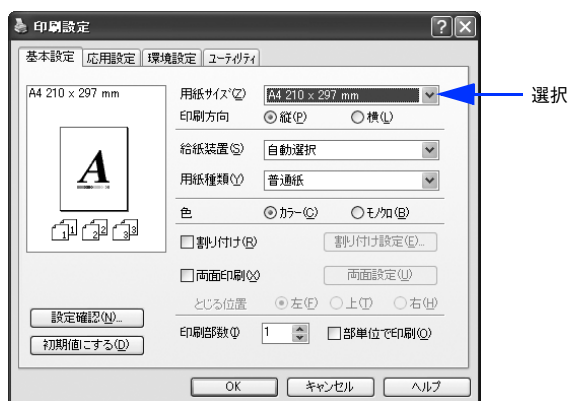 印刷設定
基本設定 応用設定 環境設定 ユーティリティ
A4 210 x 297 mm
A
1 1 2 2 3 3
設定確認(N)...
初期値にする(D)
用紙サイズ(Z) A4 210 x 297 mm
印刷方向 縦(P) 横(L)
給紙装置(S) 自動選択
用紙種類(Y) 普通紙
色 カラー(C) モノクロ(B)
割り付け(R) 割り付け設定(E)...
両面印刷(X) 両面設定(U)
とじる位置 左(F) 上(T) 右(H)
印刷部数(I) 1 部単位で印刷(O)
OK キャンセル ヘルプ
選択